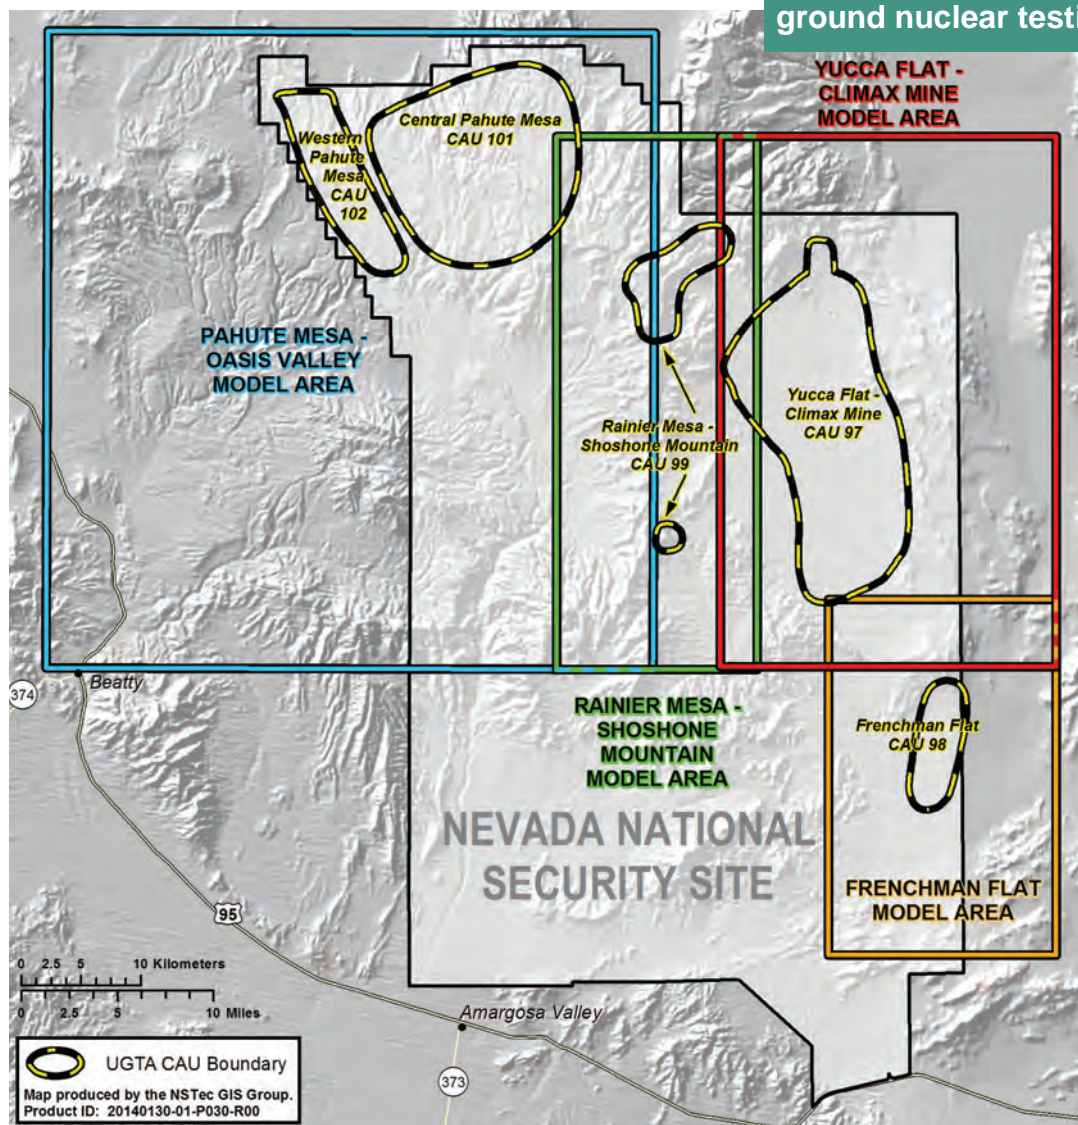 ground nuclear testi
YUCCA FLAT -
CLIMAX MINE
MODEL AREA
Central Pahute Mesa
CAU 101
Western
Pahute
Mesa
CAU
102
PAHUTE MESA -
OASIS VALLEY
MODEL AREA
Yucca Flat -
Climax Mine
CAU 97
Rainier Mesa -
Shoshone Mountain
CAU 99
374
Beatty
RAINIER MESA -
SHOSHONE
MOUNTAIN
MODEL AREA
Frenchman Flat
CAU 98
NEVADA NATIONAL
SECURITY SITE
FRENCHMAN FLAT
MODEL AREA
95
0 2.5 5 10 Kilometers
0 2.5 5 10 Miles
Amargosa Valley
373
UGTA CAU Boundary
Map produced by the NSTec GIS Group.
Product ID: 20140130-01-P030-R00